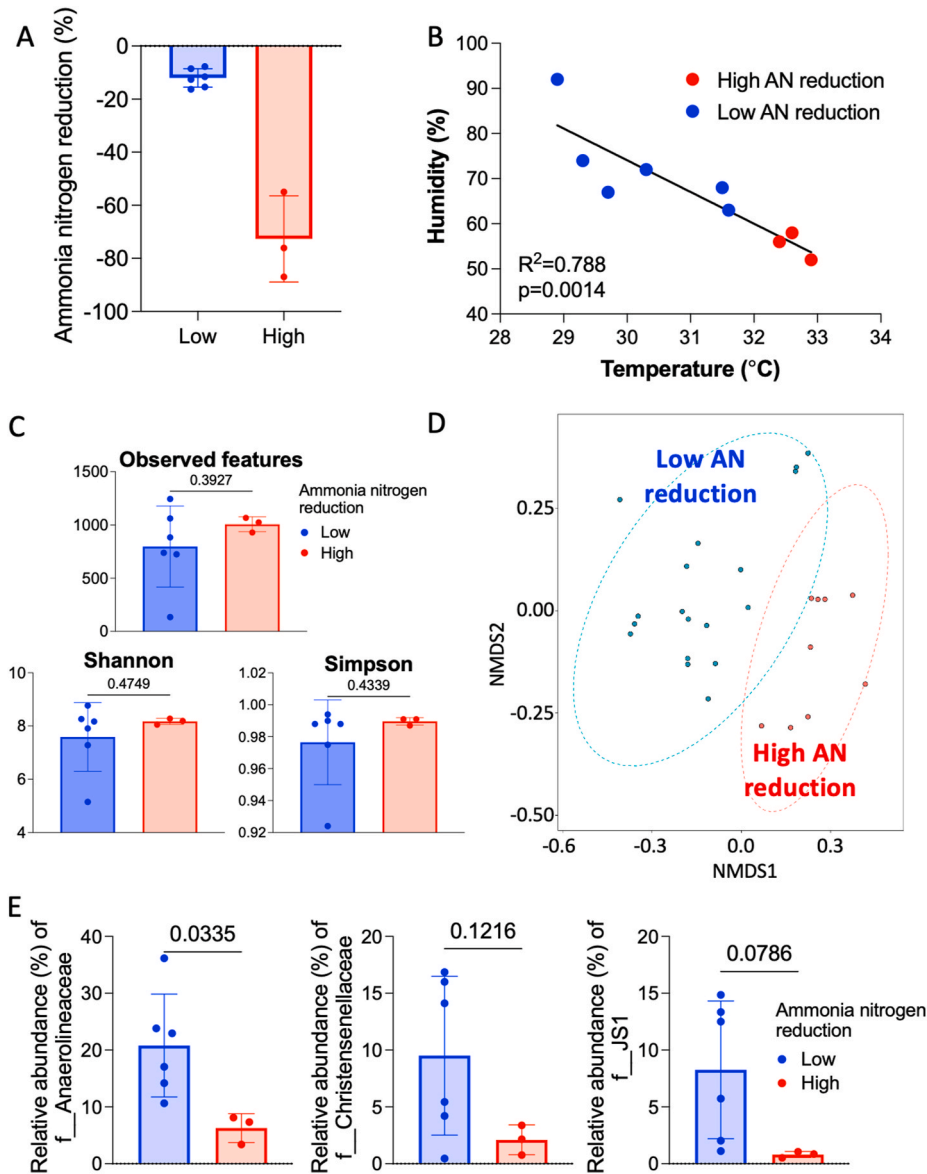 A
Ammonia nitrogen reduction (%)
0
-20
-40
-60
-80
-100
Low
High
B
Humidity (%)
100
90
80
70
60
50
40
High AN reduction
Low AN reduction
R²=0.788
p=0.0014
28
29
30
31
32
33
34
Temperature (°C)
C
Observed features
1500
1000
500
0
0.3927
Ammonia nitrogen
reduction
Low
High
Shannon
10
8
6
4
0.4749
Simpson
1.02
1.00
0.98
0.96
0.94
0.92
0.4339
D
NMDS2
0.25
0.00
-0.25
-0.50
Low AN
reduction
High AN
reduction
-0.6
-0.3
0.0
0.3
NMDS1
E
Relative abundance (%) of
f__Anaerolineaceae
40
30
20
10
0
0.0335
Relative abundance (%) of
f__Christensenellaceae
20
15
10
5
0
0.1216
Relative abundance (%) of
f__JS1
20
15
10
5
0
0.0786
Ammonia nitrogen
reduction
Low
High